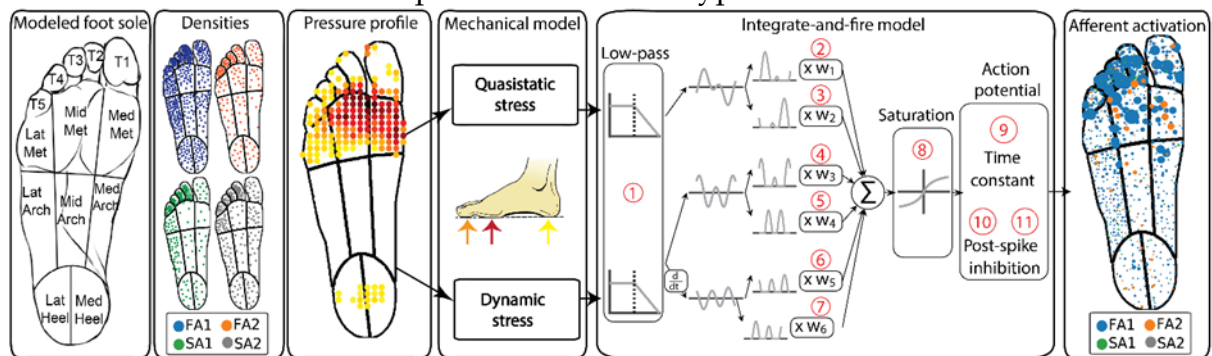 Modeled foot sole
T1
T2
T3
T4
T5
Lat
Met
Mid
Met
Med
Met
Lat
Arch
Mid
Arch
Med
Arch
Lat
Heel
Med
Heel
Densities
FA1 FA2
SA1 SA2
Pressure profile
Mechanical model
Quasistatic
stress
Dynamic
stress
Integrate-and-fire model
Low-pass
1
d
dt
2
x W1
3
x W2
4
x W3
5
x W4
6
x W5
7
x W6
Σ
Saturation
8
Action
potential
9
Time
constant
10 11
Post-spike
inhibition
Afferent activation
FA1 FA2
SA1 SA2